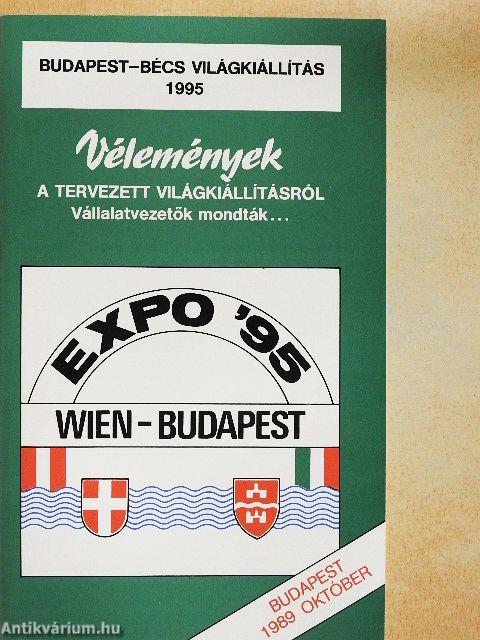 BUDAPEST–BÉCS VILÁGKIÁLLÍTÁS
1995
Vélemények
A TERVEZETT VILÁGKIÁLLÍTÁSRÓL
Vállalatvezetők mondták...
EXPO '95
WIEN – BUDAPEST
BUDAPEST
1989 OKTÓBER
Antikvárium.hu